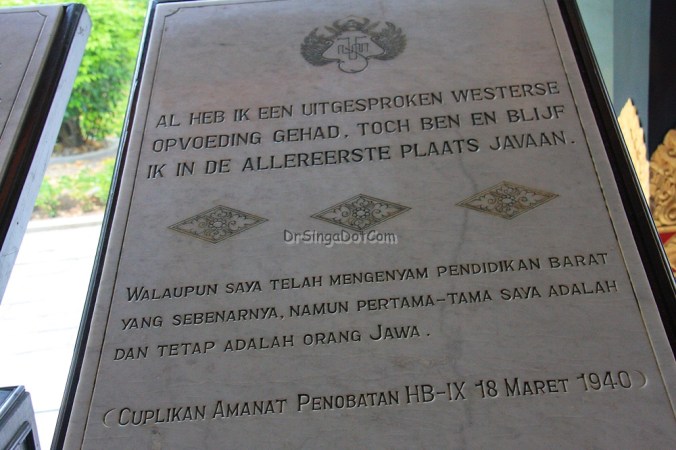 AL HEB IK EEN UITGESPROKEN WESTERSE
OPVOEDING GEHAD, TOCH BEN EN BLIJF
IK IN DE ALLEREERSTE PLAATS JAVAAN.
DrSingaDotCom
WALAUPUN SAYA TELAH MENGENYAM PENDIDIKAN BARAT
YANG SEBENARNYA, NAMUN PERTAMA-TAMA SAYA ADALAH
DAN TETAP ADALAH ORANG JAWA.
(CUPLIKAN AMANAT PENOBATAN HB-IX 18 MARET 1940)